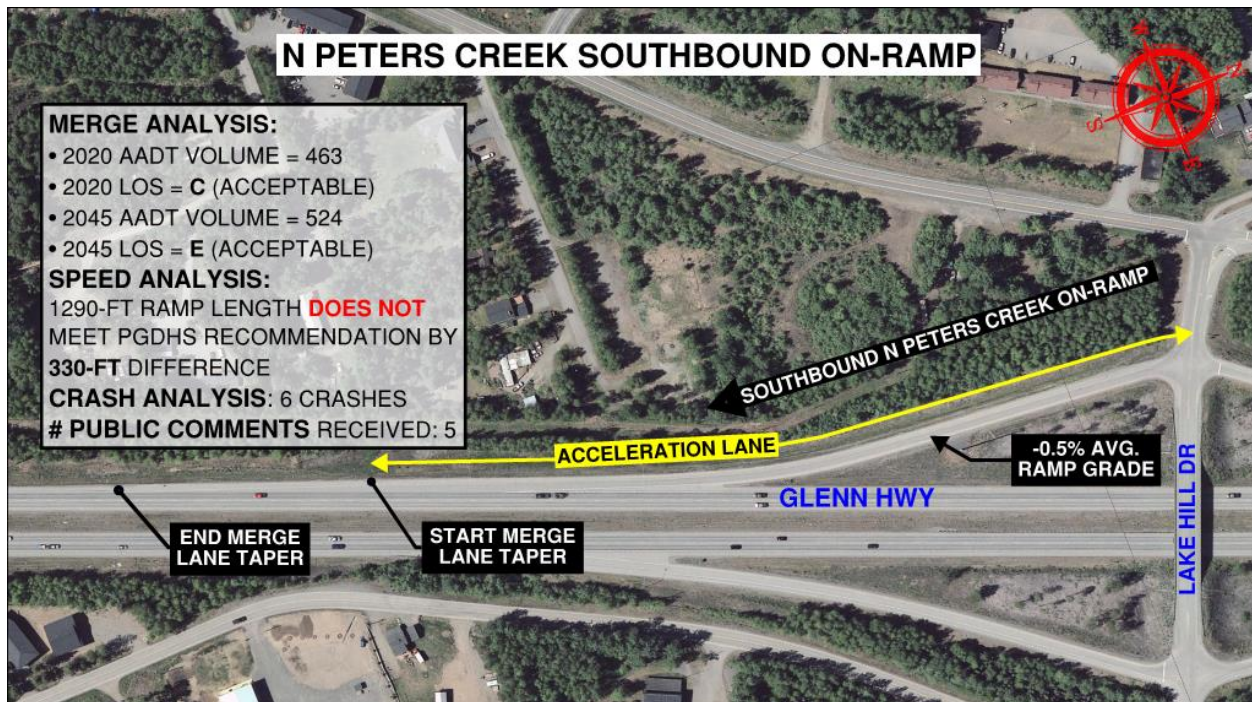 N PETERS CREEK SOUTHBOUND ON-RAMP
MERGE ANALYSIS:
• 2020 AADT VOLUME = 463
• 2020 LOS = C (ACCEPTABLE)
• 2045 AADT VOLUME = 524
• 2045 LOS = E (ACCEPTABLE)
SPEED ANALYSIS:
1290-FT RAMP LENGTH DOES NOT
MEET PGDHS RECOMMENDATION BY
330-FT DIFFERENCE
CRASH ANALYSIS: 6 CRASHES
# PUBLIC COMMENTS RECEIVED: 5
N
S
E
SOUTHBOUND N PETERS CREEK ON-RAMP
ACCELERATION LANE
-0.5% AVG.
RAMP GRADE
GLENN HWY
LAKE HILL DR
END MERGE
LANE TAPER
START MERGE
LANE TAPER